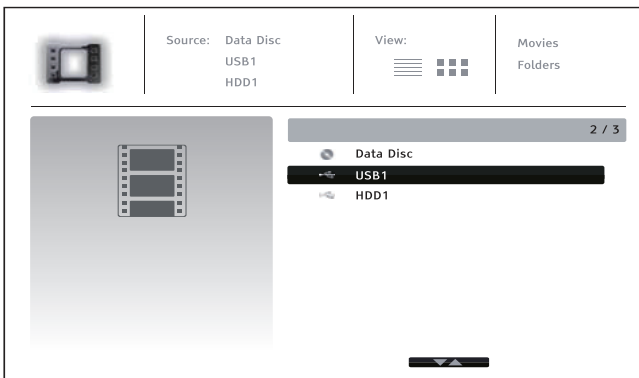 Source: Data Disc
USB1
HDD1
View:
Movies
Folders
2 / 3
Data Disc
USB1
HDD1